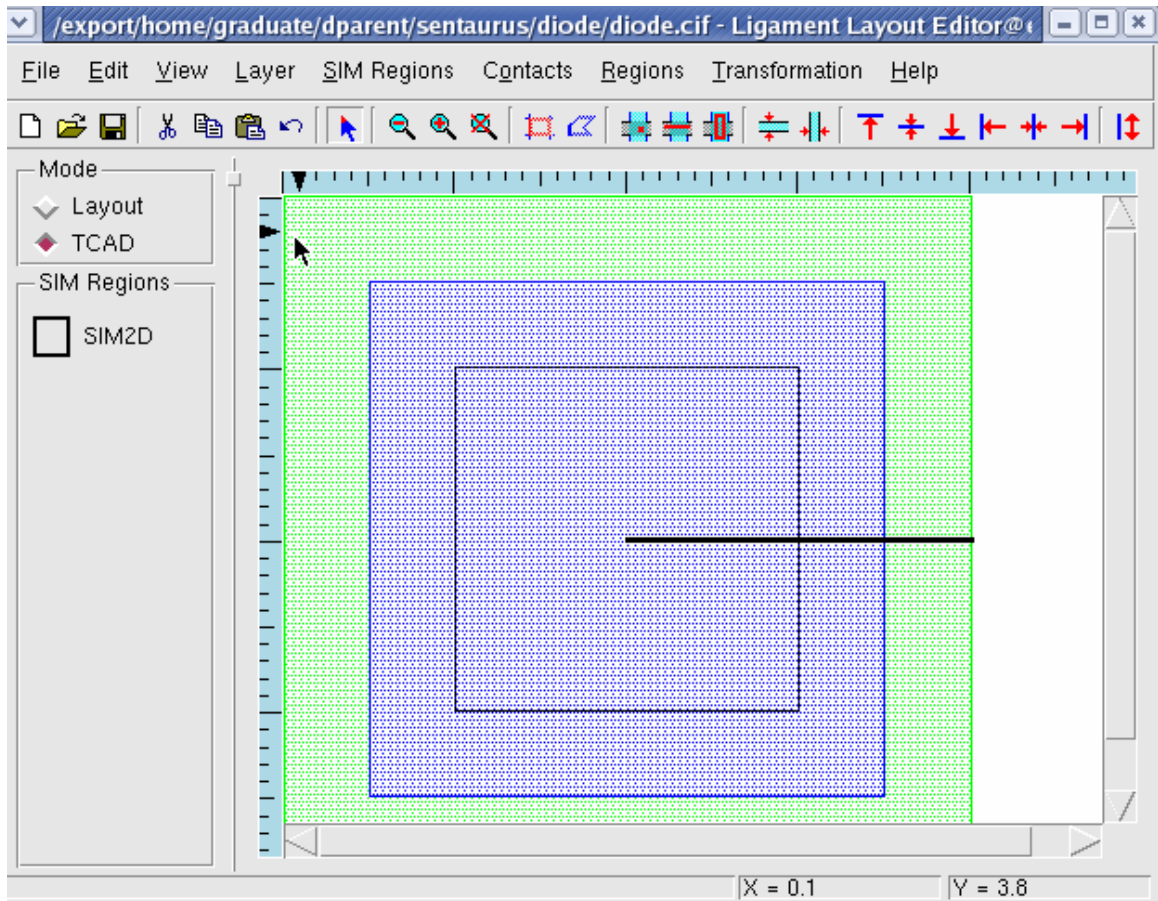 /export/home/graduate/dparent/sentaurus/diode/diode.cif - Ligament Layout Editor@
File Edit View Layer SIM Regions Contacts Regions Transformation Help
Mode
Layout
TCAD
SIM Regions
SIM2D
X = 0.1 Y = 3.8